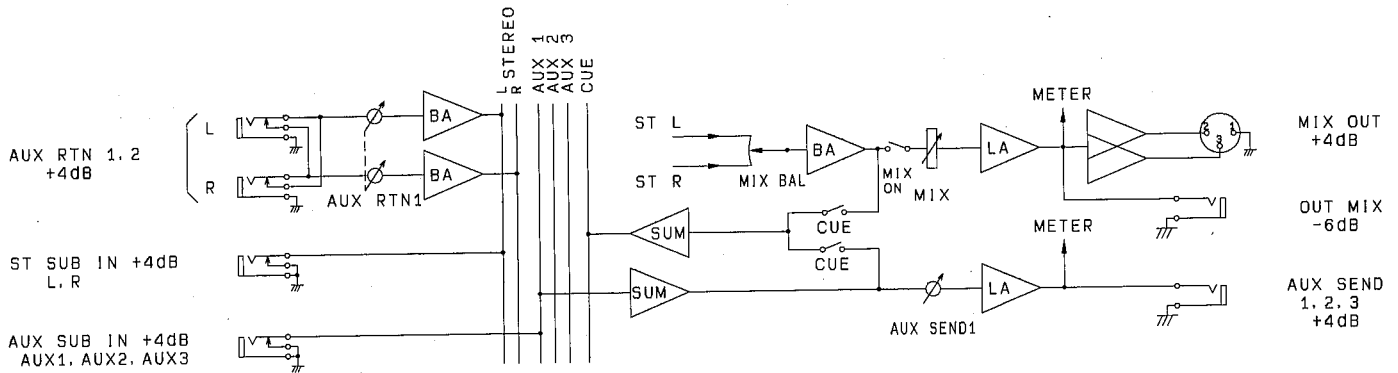 AUX RTN 1, 2
+4dB
L
R
AUX RTN1
BA
BA
ST SUB IN +4dB
L, R
AUX SUB IN +4dB
AUX1, AUX2, AUX3
L STEREO
R
AUX 1
AUX 2
AUX 3
CUE
ST L
ST R
MIX BAL
BA
MIX
ON
MIX
LA
METER
2
1
3
MIX OUT
+4dB
OUT MIX
-6dB
SUM
CUE
CUE
SUM
AUX SEND1
LA
METER
AUX SEND
1, 2, 3
+4dB